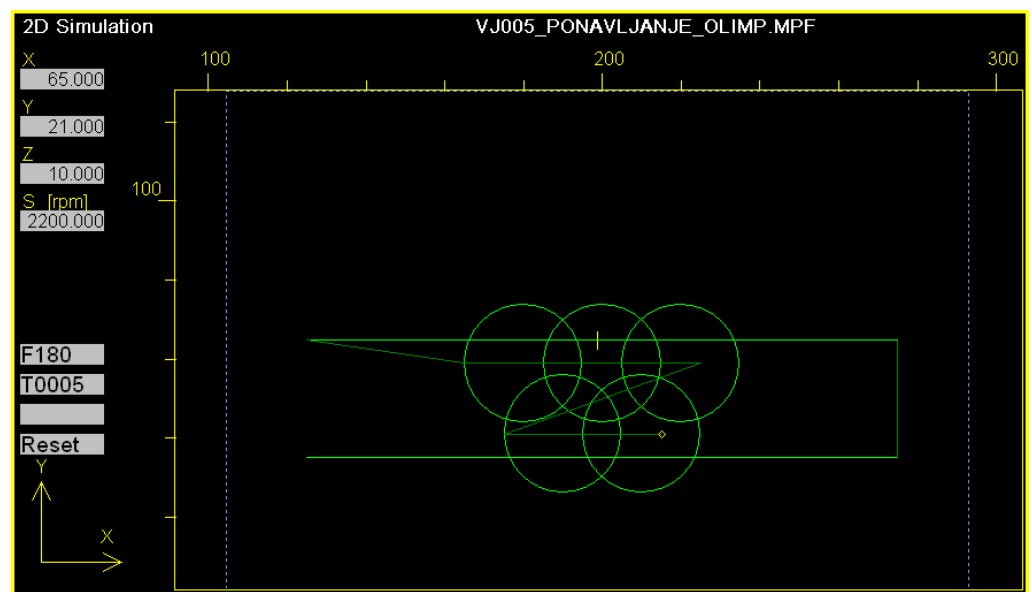 2D Simulation
VJ005_PONAVLJANJE_OLIMP.MPF
X
65.000
Y
21.000
Z
10.000
S [rpm]
2200.000
100
200
300
100
F180
T0005
Reset
Y
X